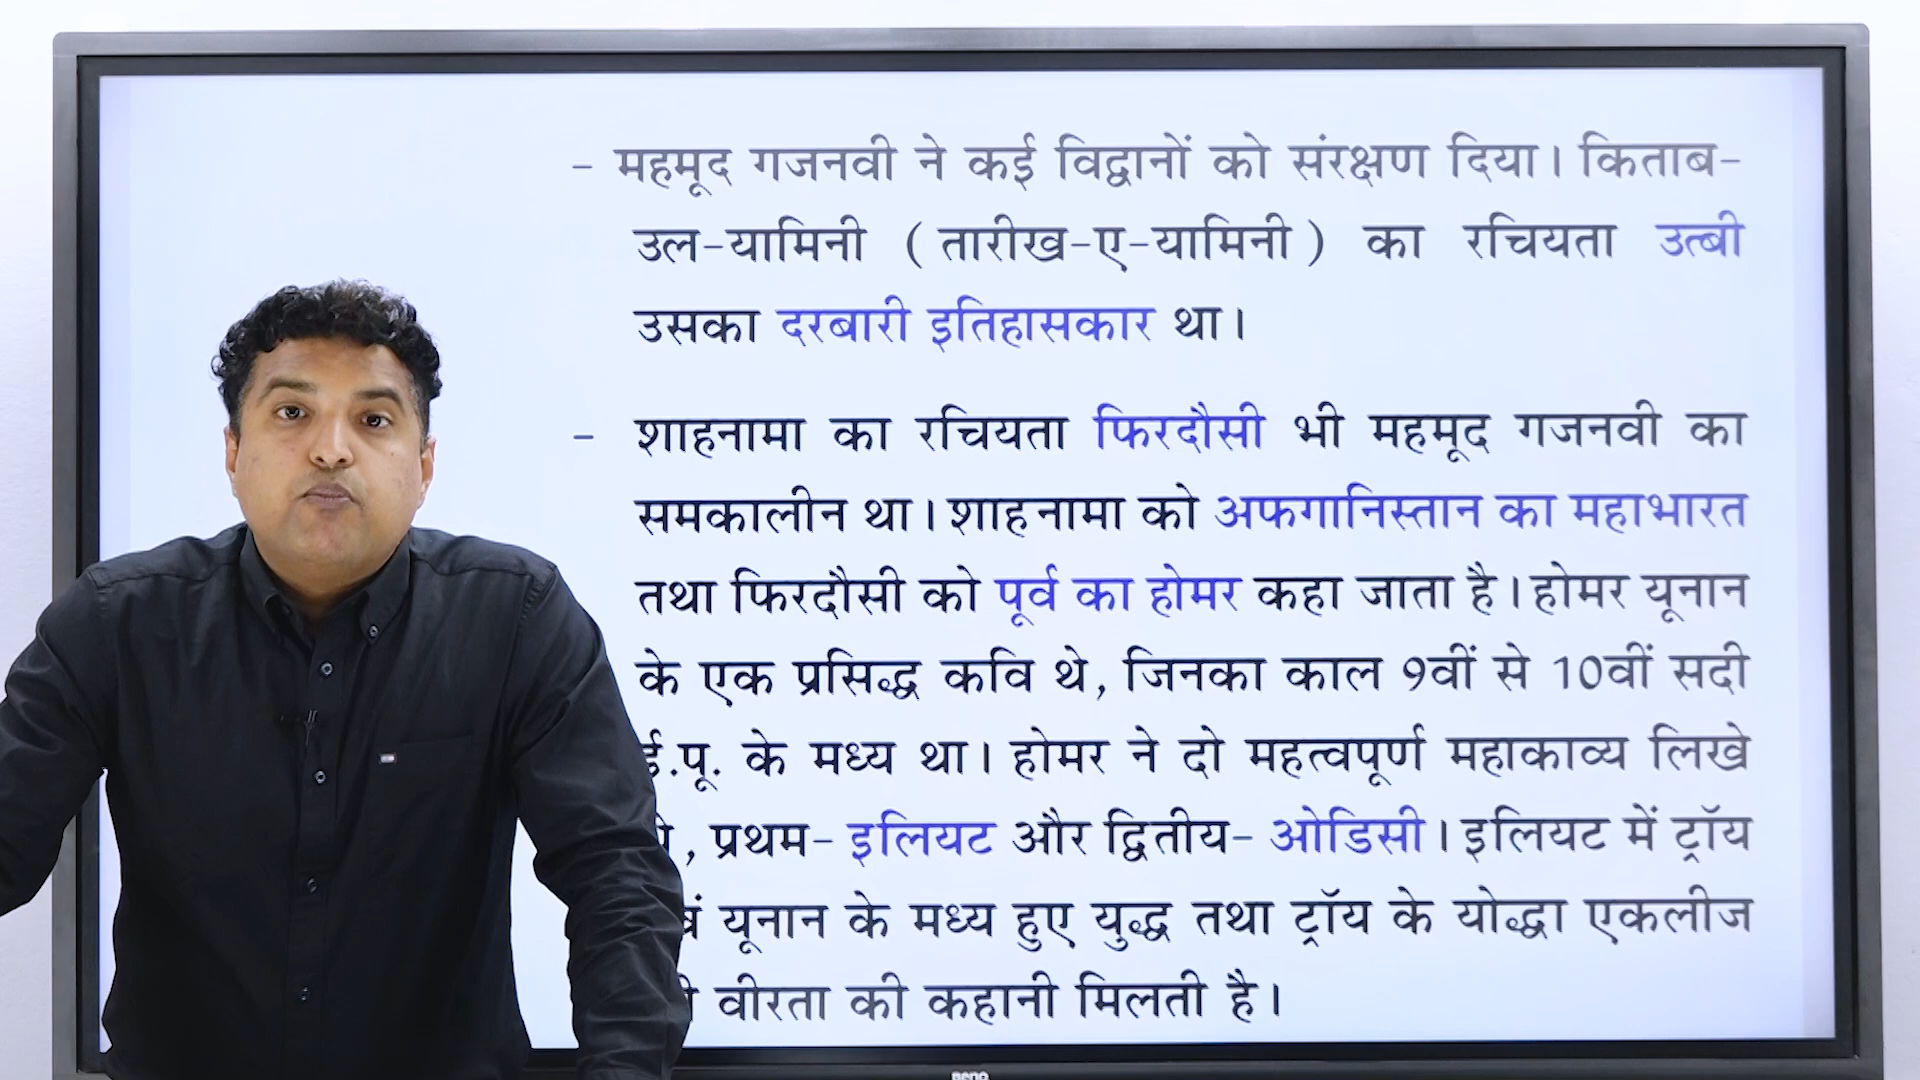 - महमूद गजनवी ने कई विद्वानों को संरक्षण दिया। किताब-
उल-यामिनी ( तारीख-ए-यामिनी ) का रचियता उत्बी
उसका दरबारी इतिहासकार था।
- शाहनामा का रचियता फिरदौसी भी महमूद गजनवी का
समकालीन था। शाहनामा को अफगानिस्तान का महाभारत
तथा फिरदौसी को पूर्व का होमर कहा जाता है। होमर यूनान
के एक प्रसिद्ध कवि थे, जिनका काल 9वीं से 10वीं सदी
ई.पू. के मध्य था। होमर ने दो महत्वपूर्ण महाकाव्य लिखे
, प्रथम- इलियट और द्वितीय- ओडिसी। इलियट में ट्रॉय
यूनान के मध्य हुए युद्ध तथा ट्रॉय के योद्धा एकलीज
वीरता की कहानी मिलती है।